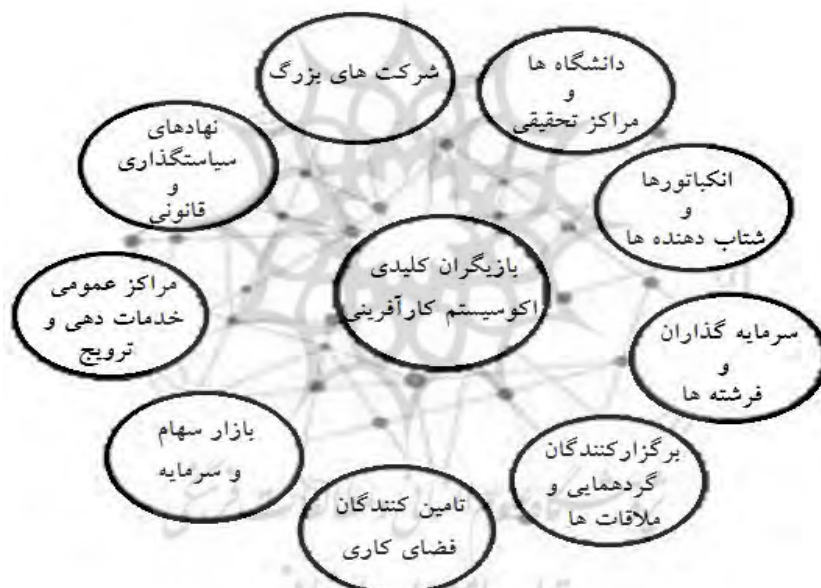 شرکت های بزرگ
دانشگاه ها
و
مراکز تحقیقی
انکباتورها
و
شتاب دهنده ها
سرمایه گذاران
و
فرشته ها
برگزارکنندگان
گردهمایی و
ملاقات ها
تامین کنندگان
فضای کاری
بازار سهام
و سرمایه
مراکز عمومی
خدمات دهی و
ترویج
نهادهای
سیاستگذاری
و
قانونی
بازیگران کلیدی
اکوسیستم کارآفرینی